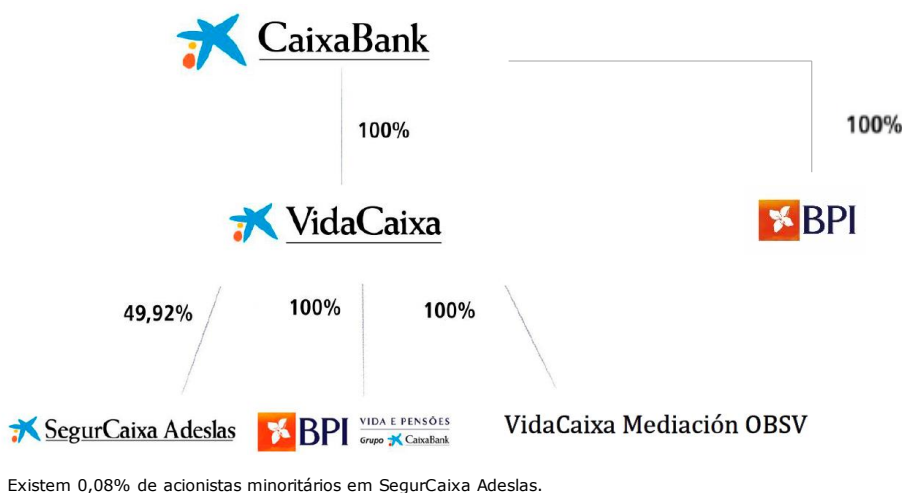 CaixaBank
100%
100%
VidaCaixa
BPI
49,92%
100%
100%
SegurCaixa Adeslas
BPI
VIDA E PENSÕES
Grupo CaixaBank
VidaCaixa Mediación OBSV
Existem 0,08% de acionistas minoritários em SegurCaixa Adeslas.